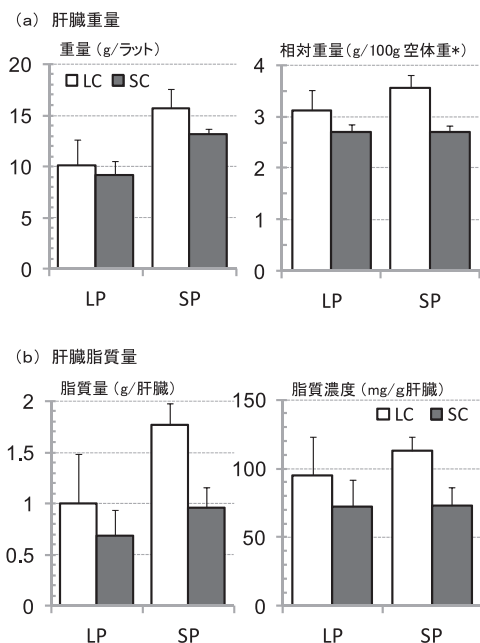 (a) 肝臓重量
重量 (g/ラット)
20
15
10
5
0
LC SC
LP SP
相対重量(g/100g 空体重*)
4
3
2
1
0
LP SP
(b) 肝臓脂質量
脂質量 (g/肝臓)
2
1.5
1
0.5
0
LP SP
脂質濃度 (mg/g肝臓)
150
100
50
0
LC SC
LP SP